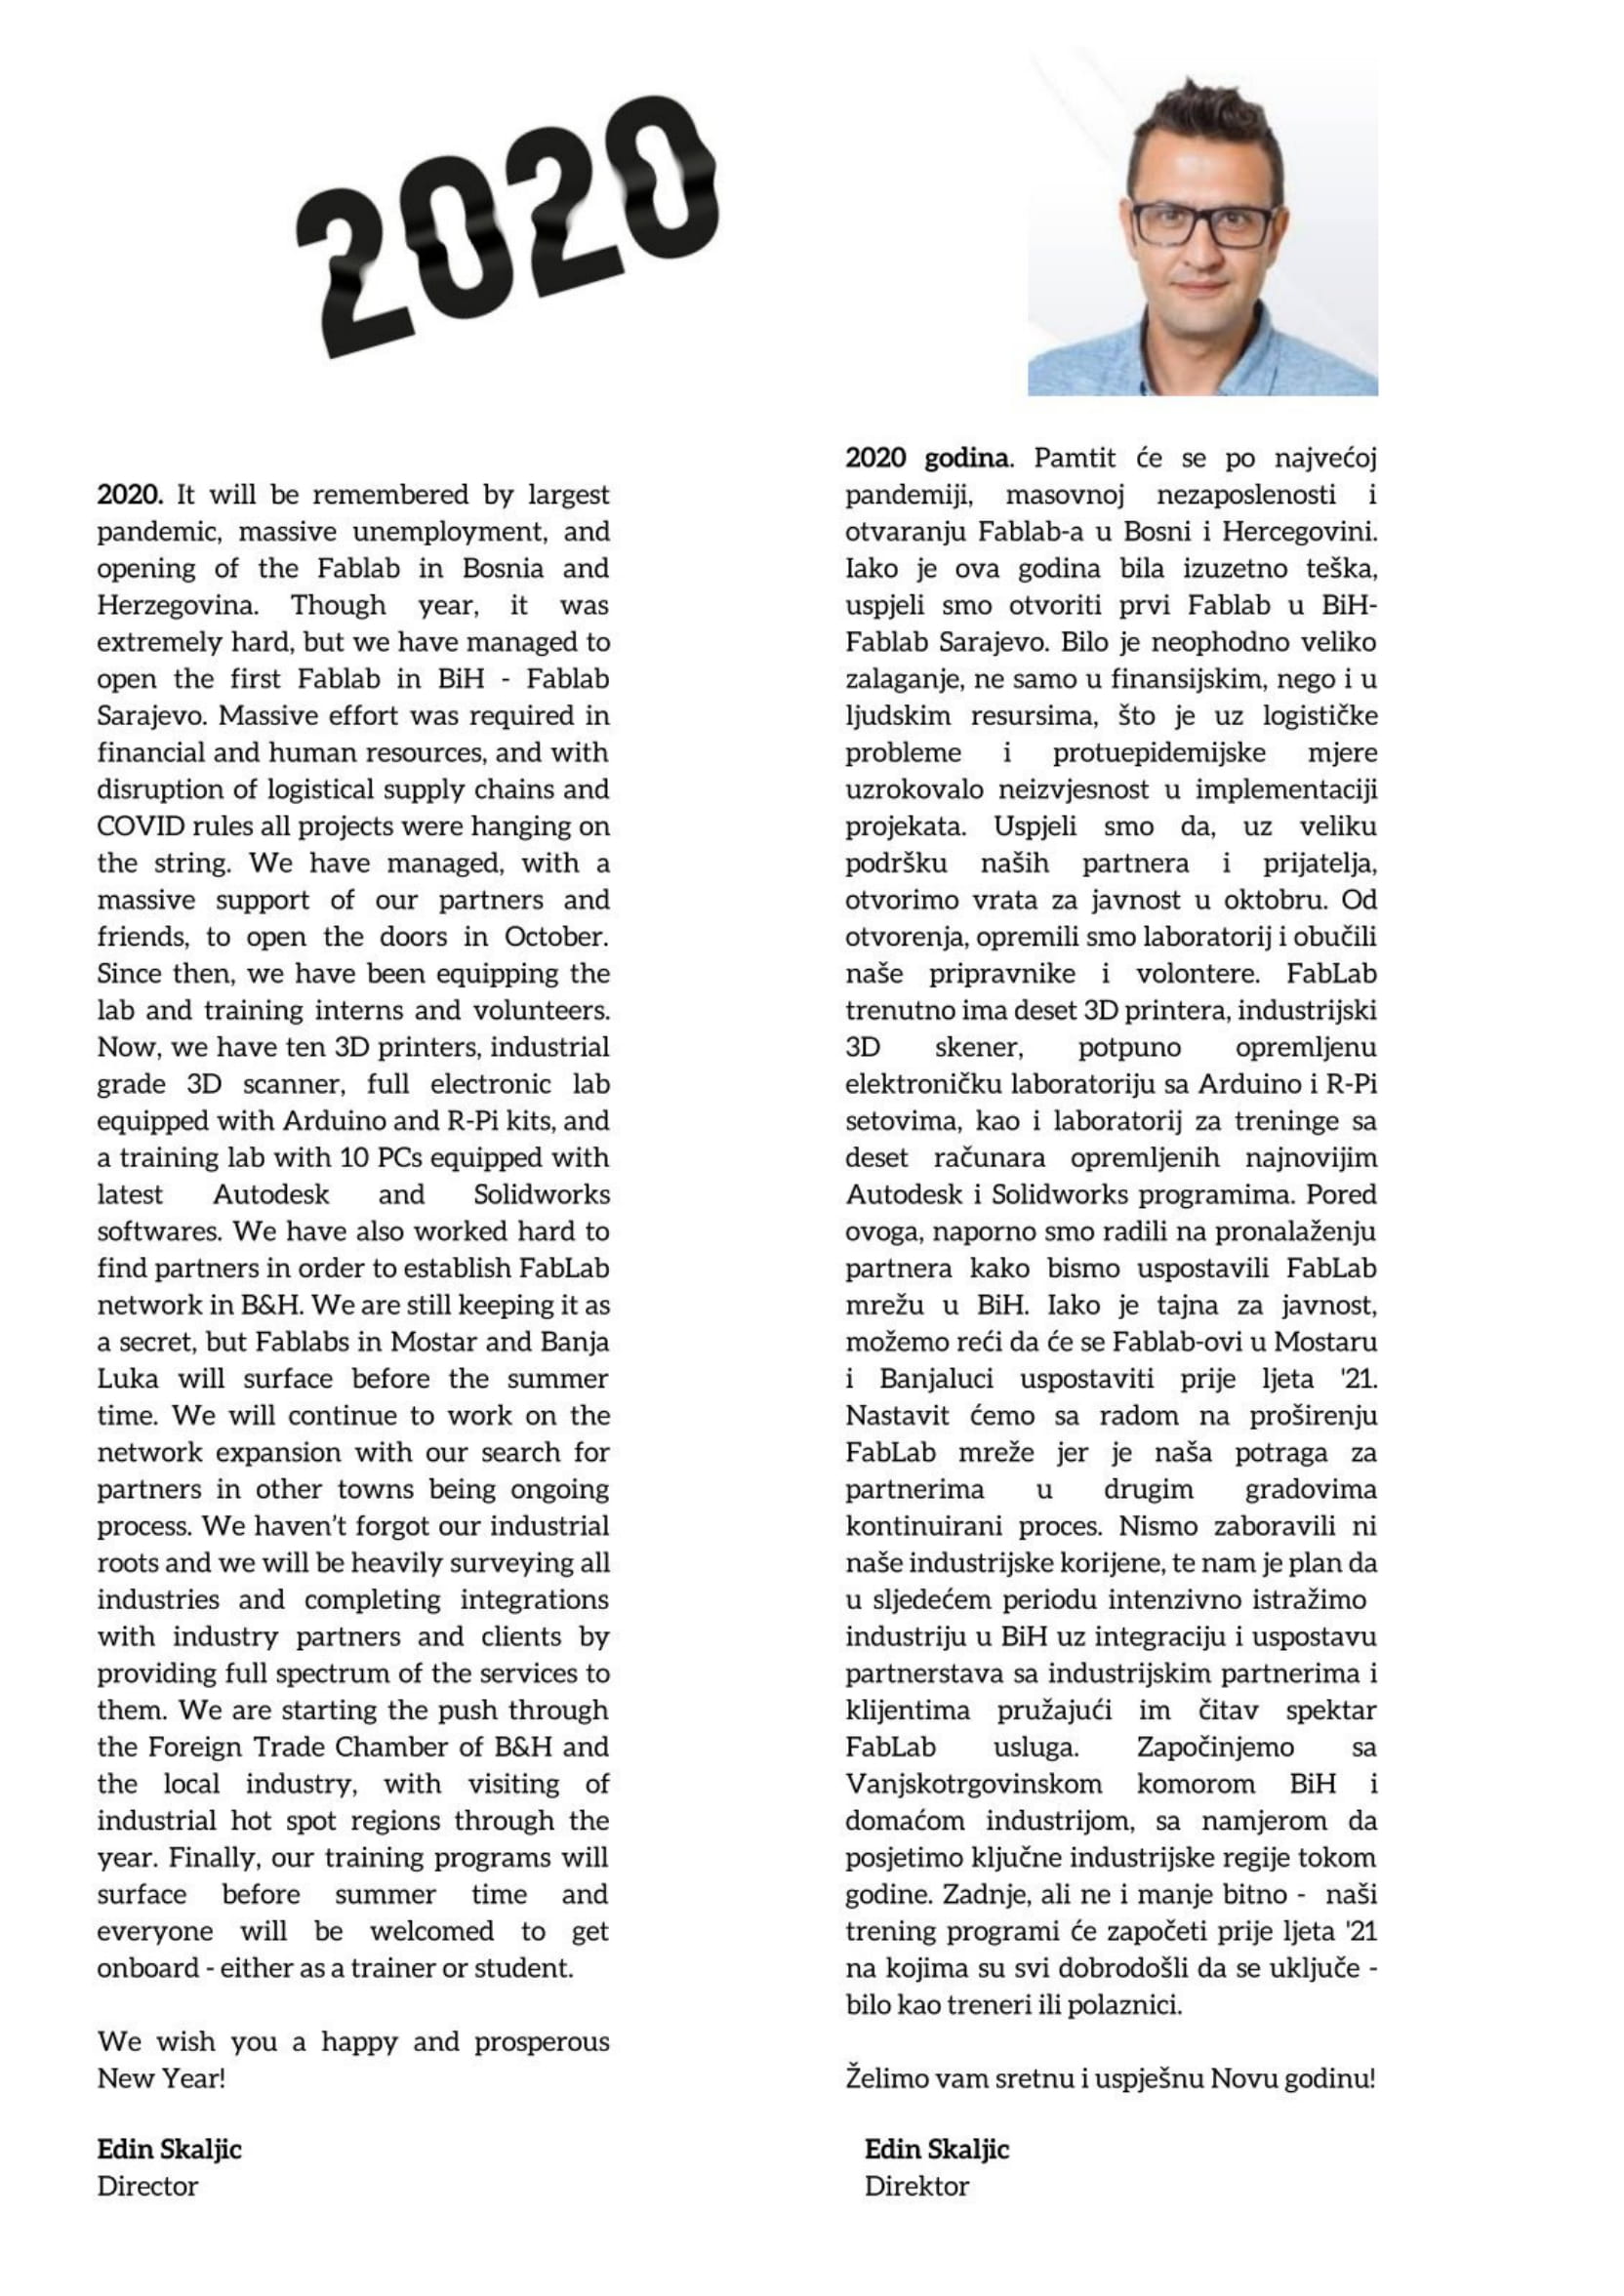 2020
2020. It will be remembered by largest
pandemic, massive unemployment, and
opening of the Fablab in Bosnia and
Herzegovina. Though year, it was
extremely hard, but we have managed to
open the first Fablab in BiH - Fablab
Sarajevo. Massive effort was required in
financial and human resources, and with
disruption of logistical supply chains and
COVID rules all projects were hanging on
the string. We have managed, with a
massive support of our partners and
friends, to open the doors in October.
Since then, we have been equipping the
lab and training interns and volunteers.
Now, we have ten 3D printers, industrial
grade 3D scanner, full electronic lab
equipped with Arduino and R-Pi kits, and
a training lab with 10 PCs equipped with
latest Autodesk and Solidworks
softwares. We have also worked hard to
find partners in order to establish FabLab
network in B&H. We are still keeping it as
a secret, but Fablabs in Mostar and Banja
Luka will surface before the summer
time. We will continue to work on the
network expansion with our search for
partners in other towns being ongoing
process. We haven't forgot our industrial
roots and we will be heavily surveying all
industries and completing integrations
with industry partners and clients by
providing full spectrum of the services to
them. We are starting the push through
the Foreign Trade Chamber of B&H and
the local industry, with visiting of
industrial hot spot regions through the
year. Finally, our training programs will
surface before summer time and
everyone will be welcomed to get
onboard - either as a trainer or student.
We wish you a happy and prosperous
New Year!
Edin Skaljic
Director
2020 godina. Pamtit će se po najvećoj
pandemiji, masovnoj nezaposlenosti i
otvaranju Fablab-a u Bosni i Hercegovini.
Iako je ova godina bila izuzetno teška,
uspjeli smo otvoriti prvi Fablab u BiH-
Fablab Sarajevo. Bilo je neophodno veliko
zalaganje, ne samo u finansijskim, nego i u
ljudskim resursima, što je uz logističke
probleme i protuepidemijske mjere
uzrokovalo neizvjesnost u implementaciji
projekata. Uspjeli smo da, uz veliku
podršku naših partnera i prijatelja,
otvorimo vrata za javnost u oktobru. Od
otvorenja, opremili smo laboratorij i obučili
naše pripravnike i volontere. FabLab
trenutno ima deset 3D printera, industrijski
3D skener, potpuno opremljenu
elektroničku laboratoriju sa Arduino i R-Pi
setovima, kao i laboratorij za treninge sa
deset računara opremljenih najnovijim
Autodesk i Solidworks programima. Pored
ovoga, naporno smo radili na pronalaženju
partnera kako bismo uspostavili FabLab
mrežu u BiH. Iako je tajna za javnost,
možemo reći da će se Fablab-ovi u Mostaru
i Banjaluci uspostaviti prije ljeta '21.
Nastavit ćemo sa radom na proširenju
FabLab mreže jer je naša potraga za
partnerima u drugim gradovima
kontinuirani proces. Nismo zaboravili ni
naše industrijske korijene, te nam je plan da
u sljedećem periodu intenzivno istražimo
industriju u BiH uz integraciju i uspostavu
partnerstava sa industrijskim partnerima i
klijentima pružajući im čitav spektar
FabLab usluga. Započinjemo sa
Vanjskotrgovinskom komorom BiH i
domaćom industrijom, sa namjerom da
posjetimo ključne industrijske regije tokom
godine. Zadnje, ali ne i manje bitno - naši
trening programi će započeti prije ljeta '21
na kojima su svi dobrodošli da se uključe -
bilo kao treneri ili polaznici.
Želimo vam sretnu i uspješnu Novu godinu!
Edin Skaljic
Direktor